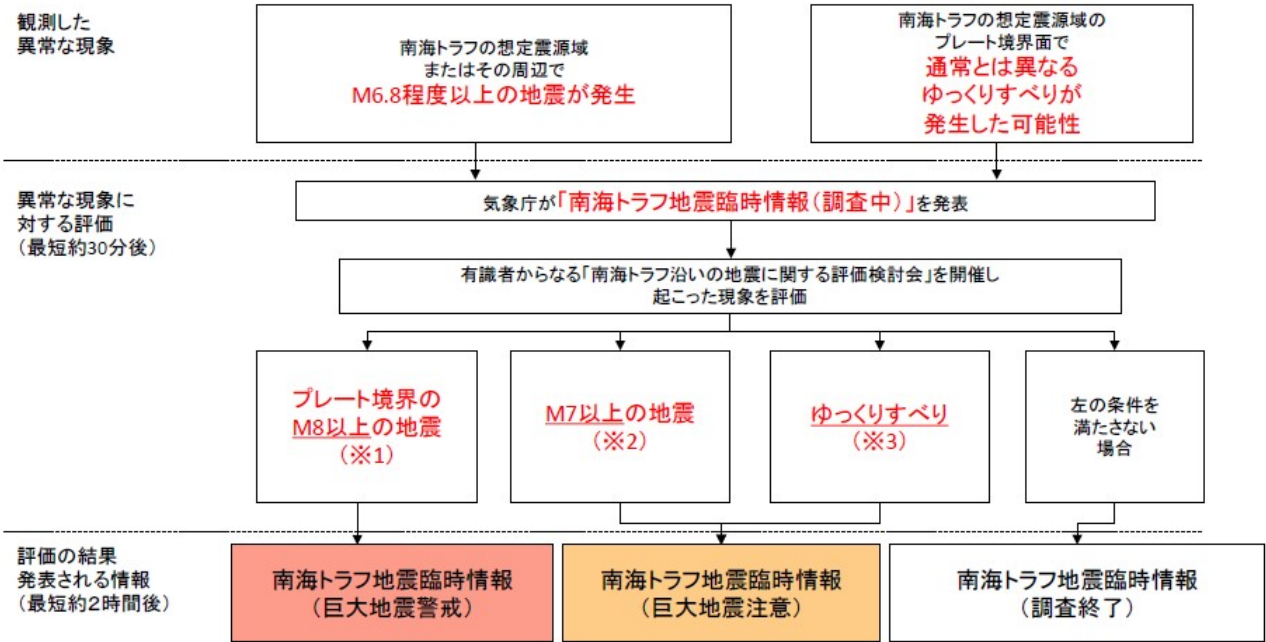 観測した
異常な現象
南海トラフの想定震源域
またはその周辺で
M6.8程度以上の地震が発生
南海トラフの想定震源域の
プレート境界面で
通常とは異なる
ゆっくりすべりが
発生した可能性
異常な現象に
対する評価
（最短約30分後）
気象庁が「南海トラフ地震臨時情報（調査中）」を発表
有識者からなる「南海トラフ沿いの地震に関する評価検討会」を開催し
起こった現象を評価
プレート境界の
M8以上の地震
（※1）
M7以上の地震
（※2）
ゆっくりすべり
（※3）
左の条件を
満たさない
場合
評価の結果
発表される情報
（最短約２時間後）
南海トラフ地震臨時情報
（巨大地震警戒）
南海トラフ地震臨時情報
（巨大地震注意）
南海トラフ地震臨時情報
（調査終了）